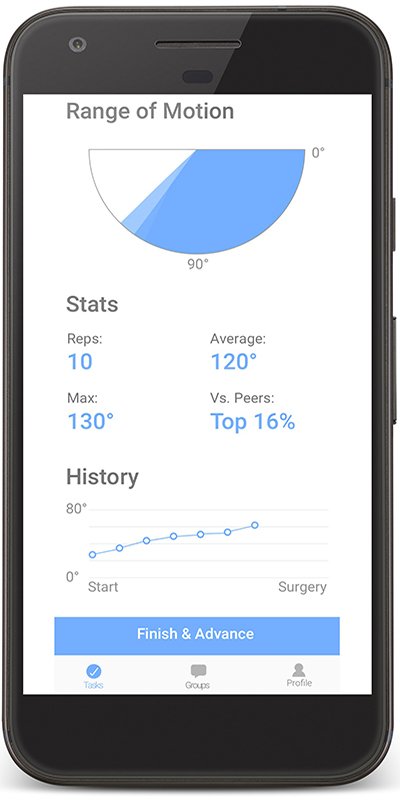 Range of Motion
0°
90°
Stats
Reps:
Average:
10
120°
Max:
Vs. Peers:
130°
Top 16%
History
80°
0°
Start
Surgery
Finish & Advance
Tasks
Groups
Profile